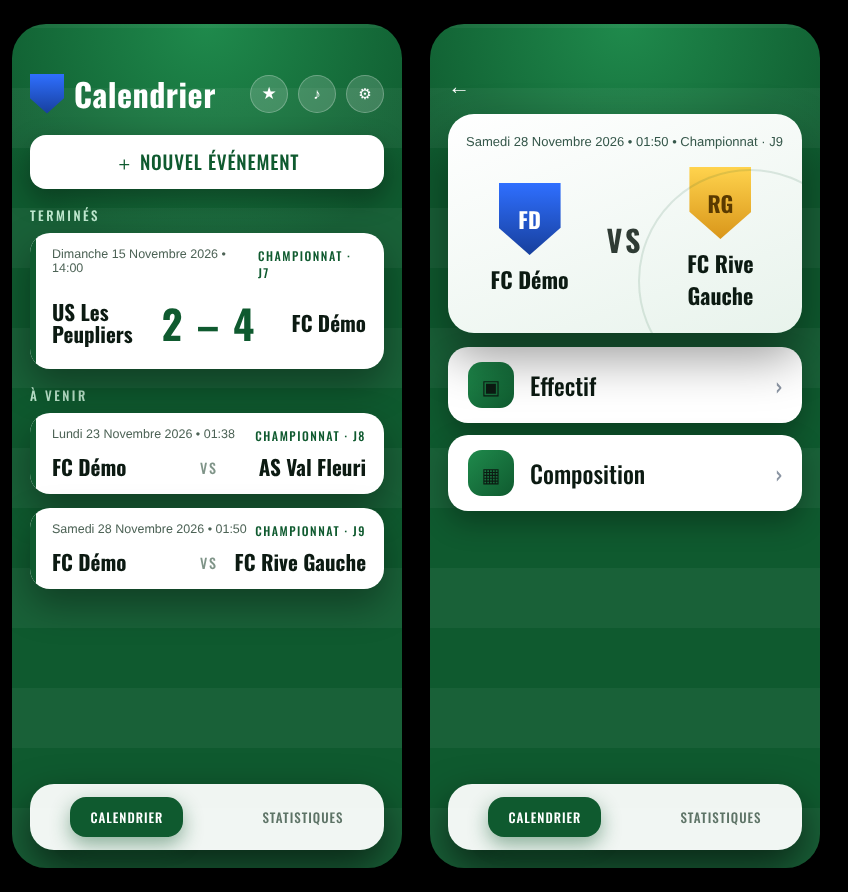 Calendrier
+ NOUVEL ÉVÉNEMENT
TERMINÉS
Dimanche 15 Novembre 2026 •
14:00
CHAMPIONNAT ·
J7
US Les
Peupliers
2 – 4
FC Démo
À VENIR
Lundi 23 Novembre 2026 • 01:38
CHAMPIONNAT · J8
FC Démo
VS
AS Val Fleuri
Samedi 28 Novembre 2026 • 01:50
CHAMPIONNAT · J9
FC Démo
VS
FC Rive Gauche
CALENDRIER
STATISTIQUES
←
Samedi 28 Novembre 2026 • 01:50 • Championnat · J9
FD
FC Démo
VS
RG
FC Rive
Gauche
Effectif ›
Composition ›
CALENDRIER
STATISTIQUES